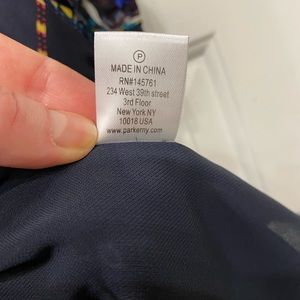 P
MADE IN CHINA
RN#145761
234 West 39th street
3rd Floor
New York NY
10018 USA
www.parkerny.com